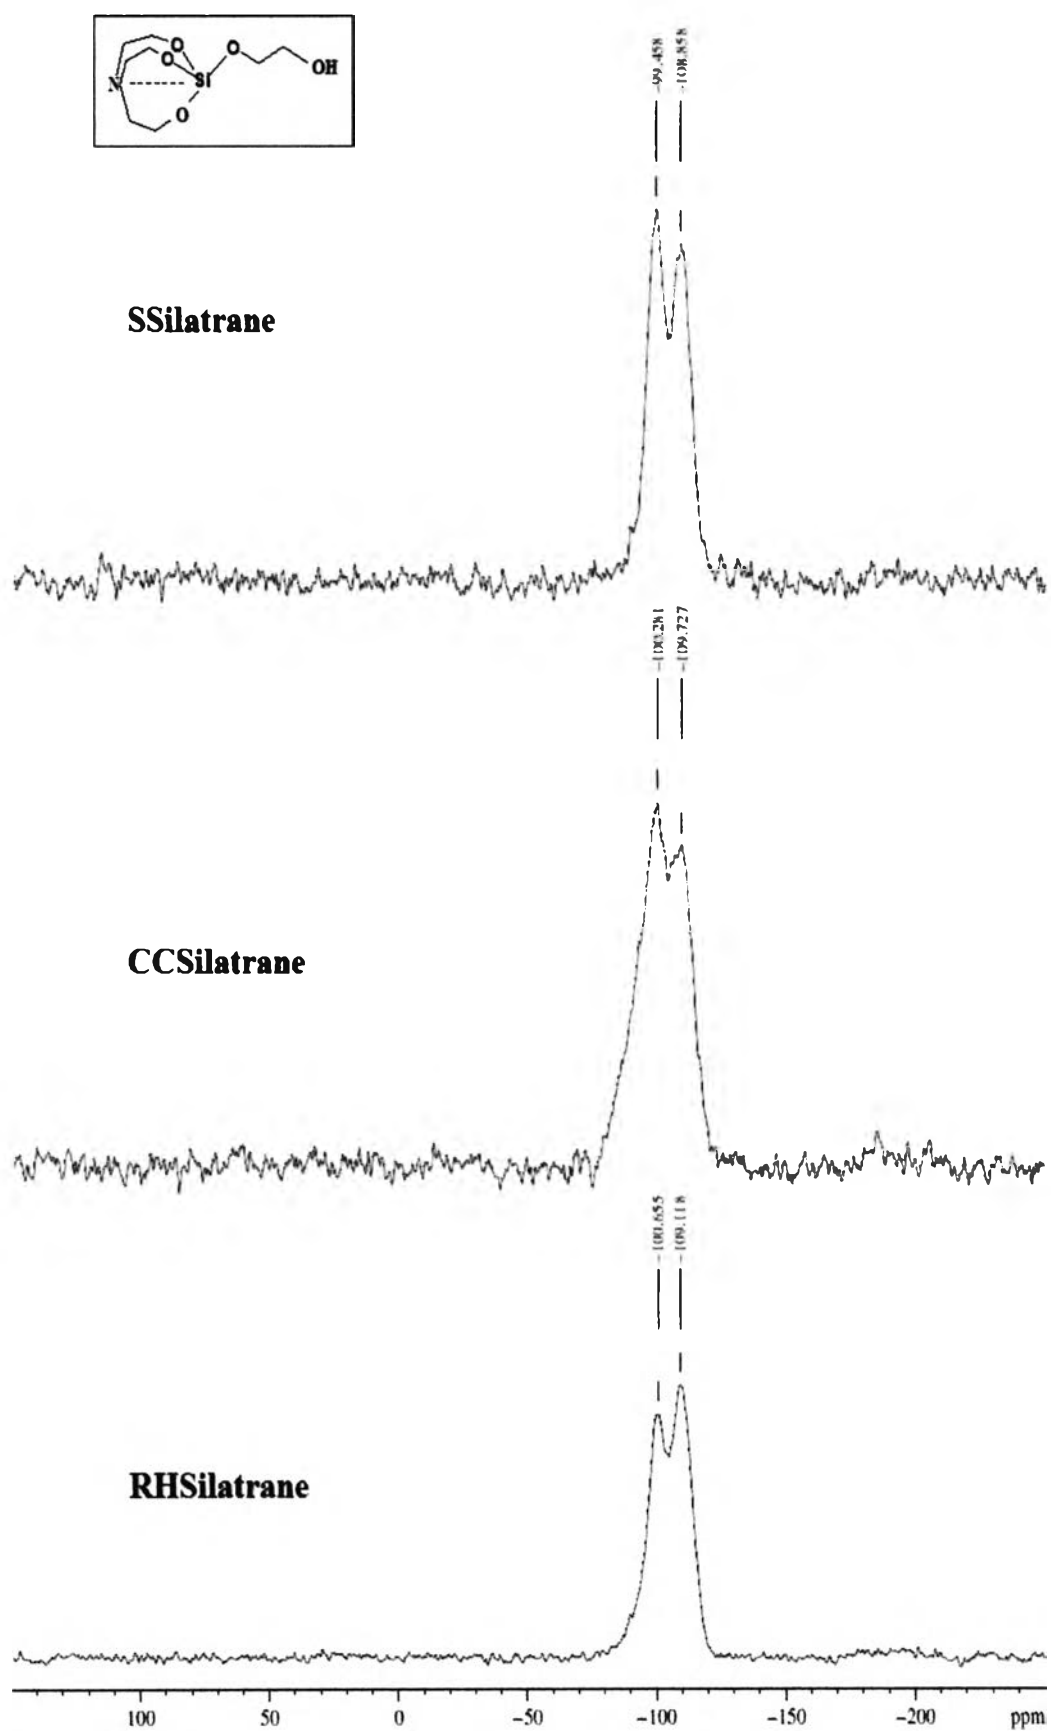 O
O
O
OH
N
Si
O
-99.458
-108.858
SSilatrane
-100.281
-109.727
CCSilatrane
-100.655
-109.118
RHSilatrane
100 50 0 -50 -100 -150 -200 ppm